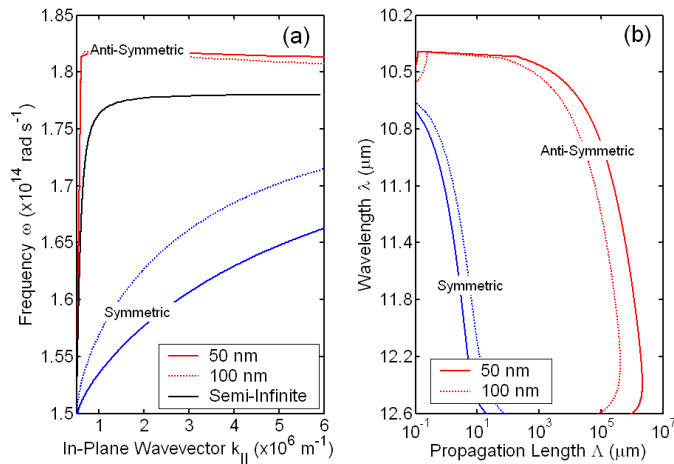 (a)
Anti-Symmetric
Symmetric
50 nm
100 nm
Semi-Infinite
1.85
1.8
1.75
1.7
1.65
1.6
1.55
1.5
1 2 3 4 5 6
Frequency ω (x10^14 rad s^-1)
In-Plane Wavevector k_|| (x10^6 m^-1)
(b)
Anti-Symmetric
Symmetric
50 nm
100 nm
10.2
10.5
10.8
11.1
11.4
11.8
12.2
12.6
10^-1 10^1 10^3 10^5 10^7
Wavelength λ (μm)
Propagation Length Λ (μm)